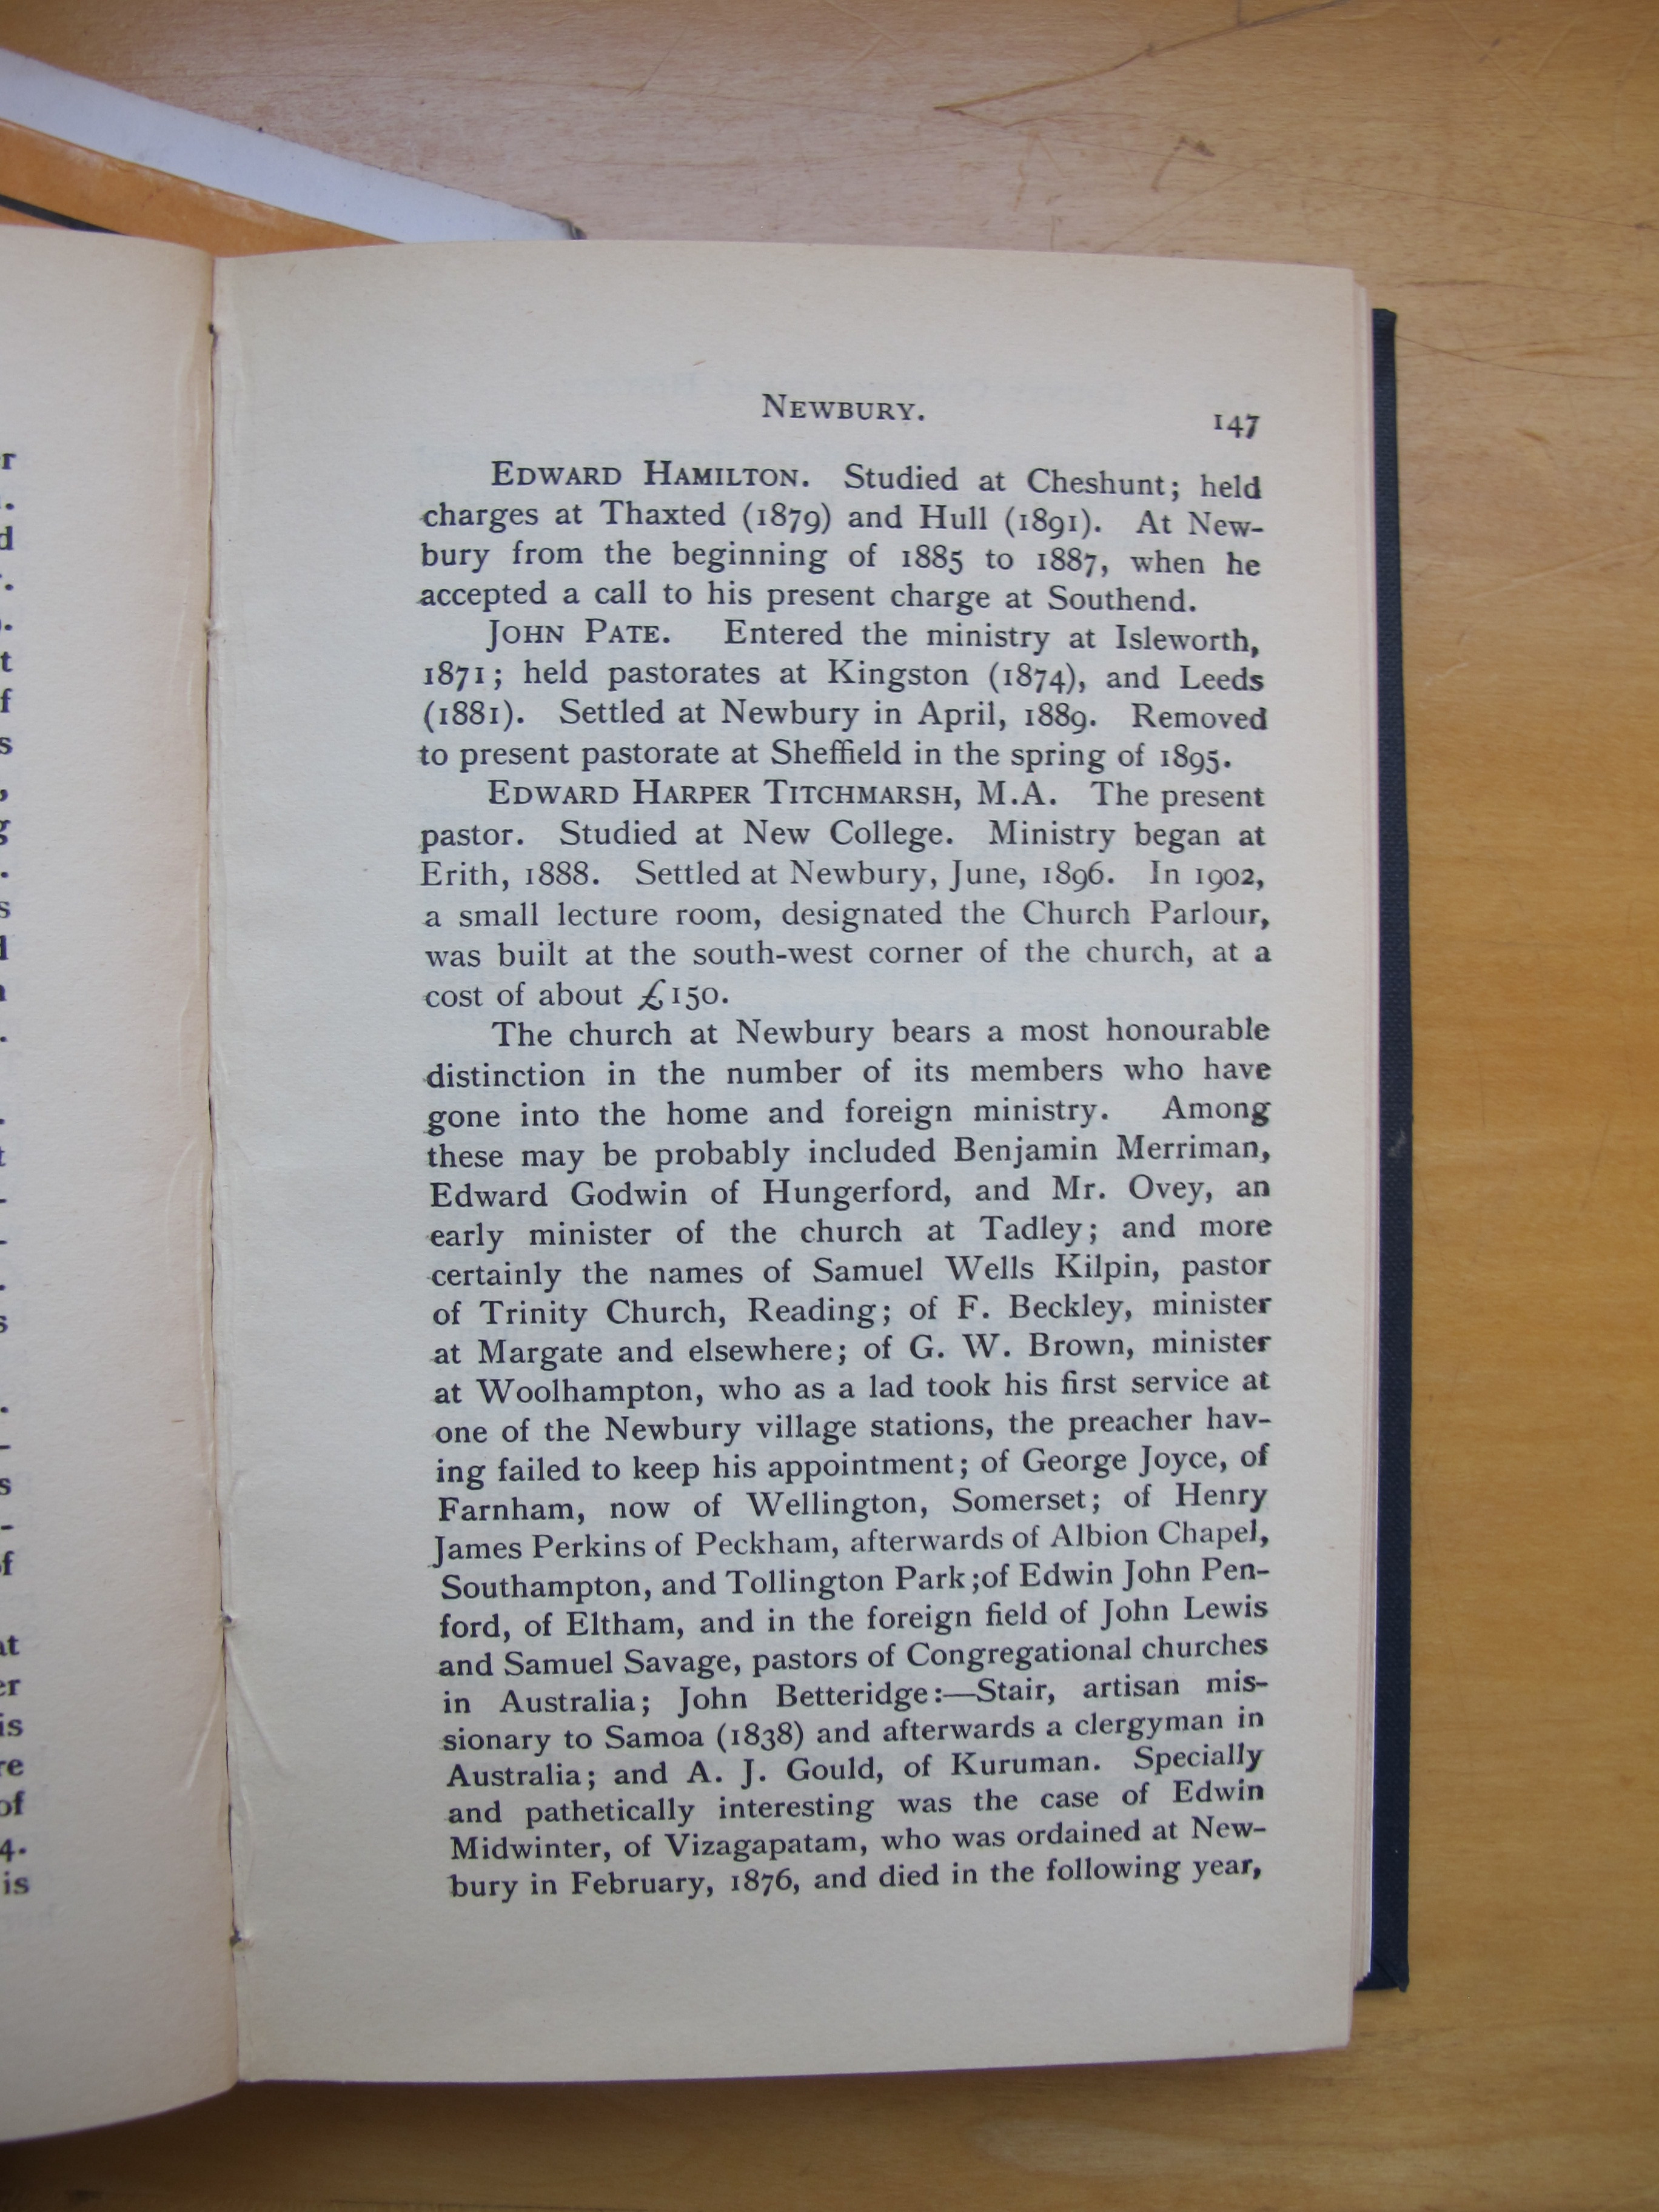 NEWBURY. 147
EDWARD HAMILTON. Studied at Cheshunt; held
charges at Thaxted (1879) and Hull (1891). At New-
bury from the beginning of 1885 to 1887, when he
accepted a call to his present charge at Southend.
JOHN PATE. Entered the ministry at Isleworth,
1871; held pastorates at Kingston (1874), and Leeds
(1881). Settled at Newbury in April, 1889. Removed
to present pastorate at Sheffield in the spring of 1895.
EDWARD HARPER TITCHMARSH, M.A. The present
pastor. Studied at New College. Ministry began at
Erith, 1888. Settled at Newbury, June, 1896. In 1902,
a small lecture room, designated the Church Parlour,
was built at the south-west corner of the church, at a
cost of about £150.
The church at Newbury bears a most honourable
distinction in the number of its members who have
gone into the home and foreign ministry. Among
these may be probably included Benjamin Merriman,
Edward Godwin of Hungerford, and Mr. Ovey, an
early minister of the church at Tadley; and more
certainly the names of Samuel Wells Kilpin, pastor
of Trinity Church, Reading; of F. Beckley, minister
at Margate and elsewhere; of G. W. Brown, minister
at Woolhampton, who as a lad took his first service at
one of the Newbury village stations, the preacher hav-
ing failed to keep his appointment; of George Joyce, of
Farnham, now of Wellington, Somerset; of Henry
James Perkins of Peckham, afterwards of Albion Chapel,
Southampton, and Tollington Park;of Edwin John Pen-
ford, of Eltham, and in the foreign field of John Lewis
and Samuel Savage, pastors of Congregational churches
in Australia; John Betteridge:—Stair, artisan mis-
sionary to Samoa (1838) and afterwards a clergyman in
Australia; and A. J. Gould, of Kuruman. Specially
and pathetically interesting was the case of Edwin
Midwinter, of Vizagapatam, who was ordained at New-
bury in February, 1876, and died in the following year,